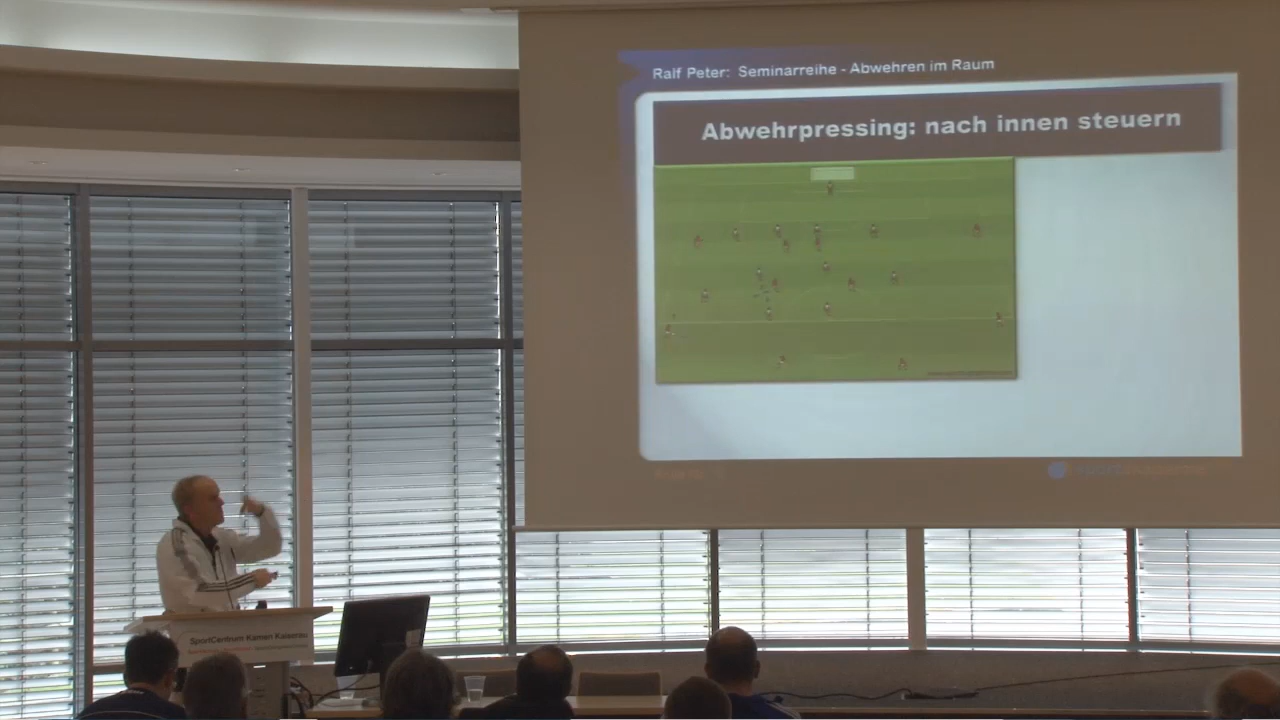 Ralf Peter: Seminarreihe - Abwehren im Raum
Abwehrpressing: nach innen steuern
SportCentrum Kamen Kaiserau